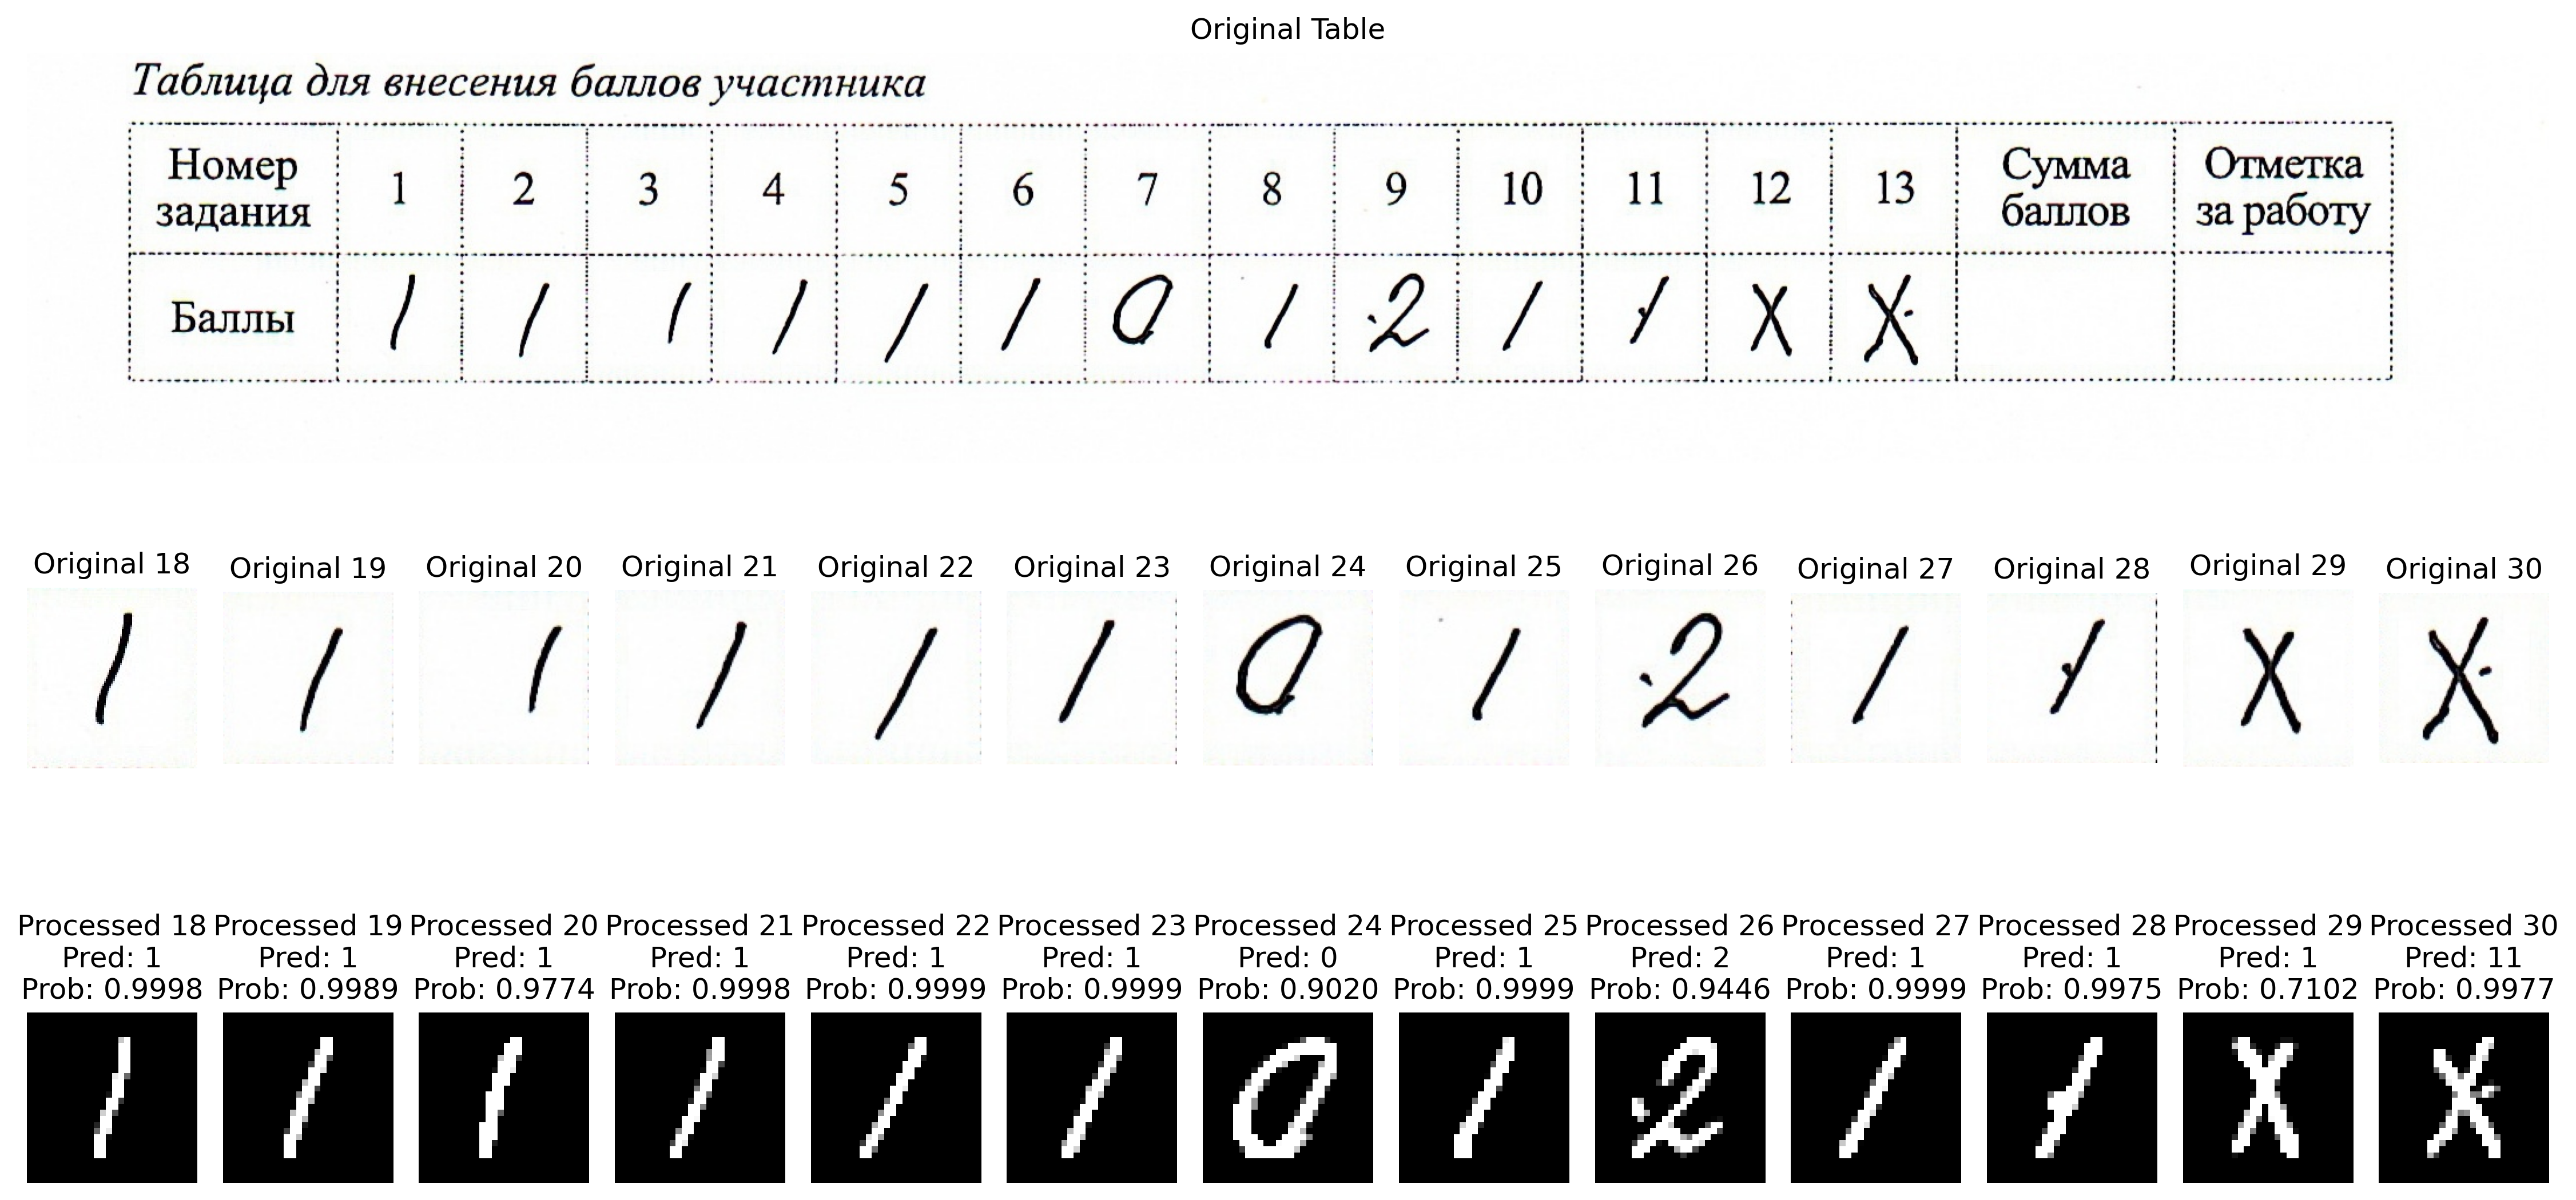 Original Table
Таблица для внесения баллов участника
Номер задания 1 2 3 4 5 6 7 8 9 10 11 12 13 Сумма баллов Отметка за работу
Баллы 1 1 1 1 1 1 0 1 2 1 1 X X
Original 18 Original 19 Original 20 Original 21 Original 22 Original 23 Original 24 Original 25 Original 26 Original 27 Original 28 Original 29 Original 30
1 1 1 1 1 1 0 1 2 1 1 X X
Processed 18 Processed 19 Processed 20 Processed 21 Processed 22 Processed 23 Processed 24 Processed 25 Processed 26 Processed 27 Processed 28 Processed 29 Processed 30
Pred: 1 Pred: 1 Pred: 1 Pred: 1 Pred: 1 Pred: 1 Pred: 0 Pred: 1 Pred: 2 Pred: 1 Pred: 1 Pred: 1 Pred: 11
Prob: 0.9998 Prob: 0.9989 Prob: 0.9774 Prob: 0.9998 Prob: 0.9999 Prob: 0.9999 Prob: 0.9020 Prob: 0.9999 Prob: 0.9446 Prob: 0.9999 Prob: 0.9975 Prob: 0.7102 Prob: 0.9977
1 1 1 1 1 1 0 1 2 1 1 X X